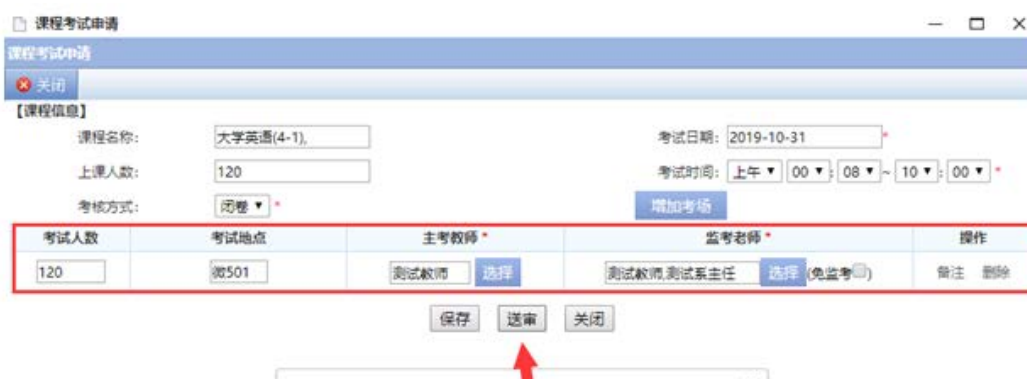 课程考试申请
课程考试申请
关闭
【课程信息】
课程名称: 大学英语(4-1), 考试日期: 2019-10-31 *
上课人数: 120 考试时间: 上午 00 : 08 ~ 10 : 00 *
考核方式: 闭卷 * 增加考场
考试人数 考试地点 主考教师 * 监考老师 * 操作
120 微501 测试教师 选择 测试教师,测试系主任 选择 (免监考) 备注 删除
保存 送审 关闭